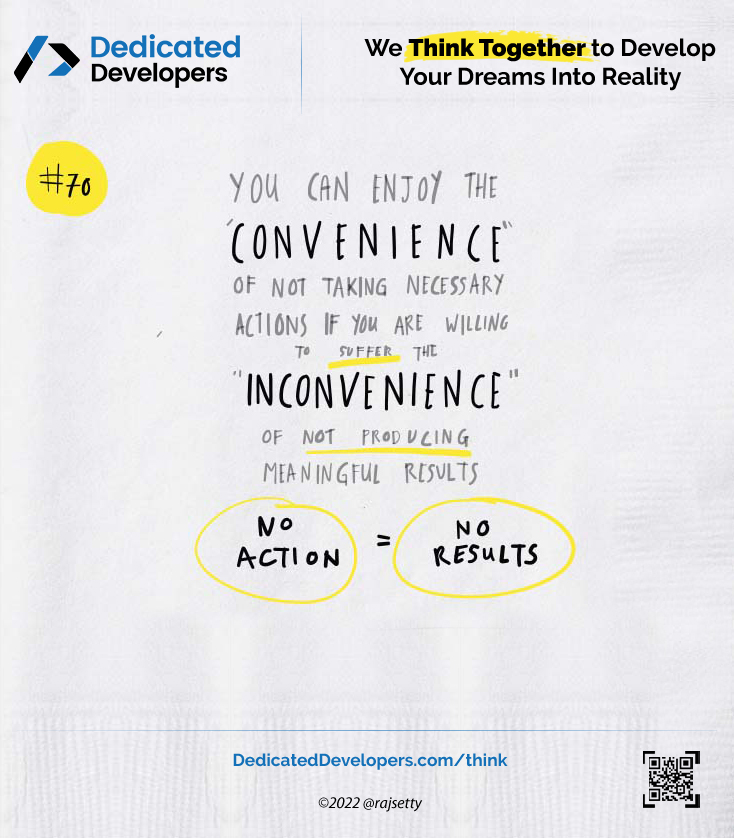 Dedicated
Developers
We Think Together to Develop
Your Dreams Into Reality
#70
YOU CAN ENJOY THE
"CONVENIENCE"
OF NOT TAKING NECESSARY
ACTIONS IF YOU ARE WILLING
TO SUFFER THE
"INCONVENIENCE"
OF NOT PRODUCING
MEANINGFUL RESULTS
NO
ACTION
=
NO
RESULTS
DedicatedDevelopers.com/think
©2022 @rajsetty